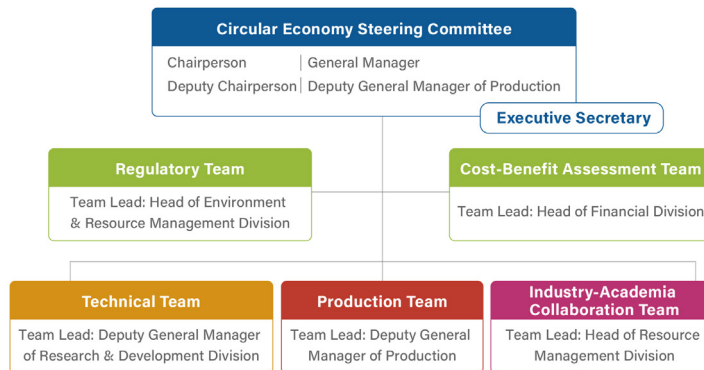 Circular Economy Steering Committee
Chairperson | General Manager
Deputy Chairperson | Deputy General Manager of Production
Executive Secretary
Regulatory Team
Team Lead: Head of Environment
& Resource Management Division
Cost-Benefit Assessment Team
Team Lead: Head of Financial Division
Technical Team
Team Lead: Deputy General Manager
of Research & Development Division
Production Team
Team Lead: Deputy General
Manager of Production
Industry-Academia
Collaboration Team
Team Lead: Head of Resource
Management Division